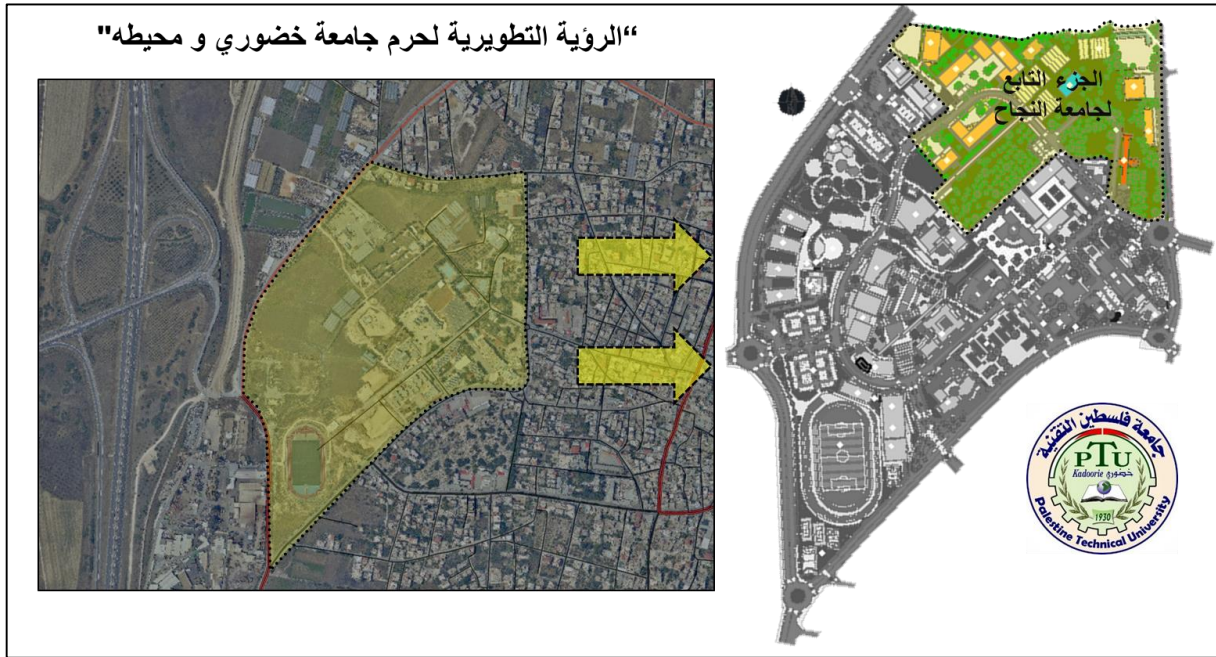 “الرؤية التطويرية لحرم جامعة خضوري و محيطه"
الجزء التابع
لجامعة النجاح
جامعة فلسطين التقنية
PTU
Kadoorie خضوري
1930
Palestine Technical University